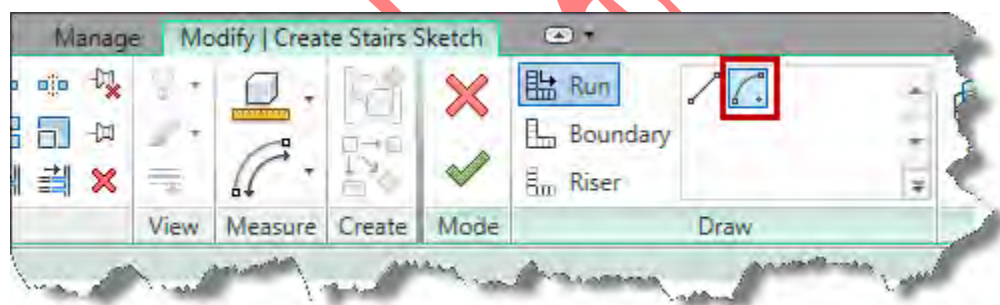 Manage Modify | Create Stairs Sketch
Run
Boundary
Riser
View Measure Create Mode Draw